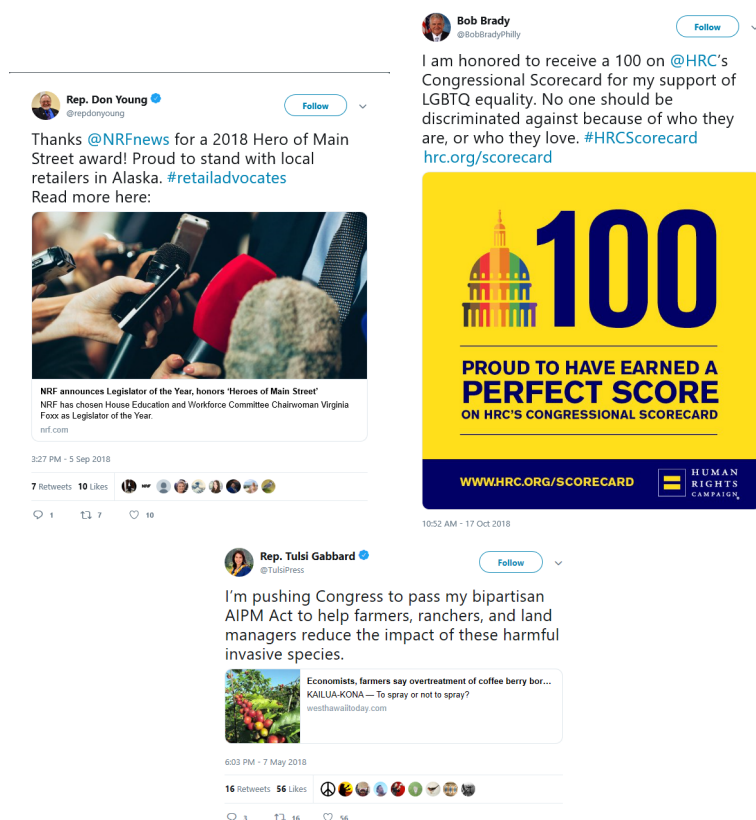 Rep. Don Young
@repdonyoung
Follow
Thanks @NRFnews for a 2018 Hero of Main
Street award! Proud to stand with local
retailers in Alaska. #retailadvocates
Read more here:
NRF announces Legislator of the Year, honors ‘Heroes of Main Street’
NRF has chosen House Education and Workforce Committee Chairwoman Virginia
Foxx as Legislator of the Year.
nrf.com
3:27 PM - 5 Sep 2018
7 Retweets 10 Likes
NRF
1 7 10
Bob Brady
@BobBradyPhilly
Follow
I am honored to receive a 100 on @HRC’s
Congressional Scorecard for my support of
LGBTQ equality. No one should be
discriminated against because of who they
are, or who they love. #HRCScorecard
hrc.org/scorecard
100
PROUD TO HAVE EARNED A
PERFECT SCORE
ON HRC’S CONGRESSIONAL SCORECARD
WWW.HRC.ORG/SCORECARD
HUMAN
RIGHTS
CAMPAIGN
10:52 AM - 17 Oct 2018
Rep. Tulsi Gabbard
@TulsiPress
Follow
I’m pushing Congress to pass my bipartisan
AIPM Act to help farmers, ranchers, and land
managers reduce the impact of these harmful
invasive species.
Economists, farmers say overtreatment of coffee berry bor...
KAILUA-KONA — To spray or not to spray?
westhawaiitoday.com
6:03 PM - 7 May 2018
16 Retweets 56 Likes
3 16 56